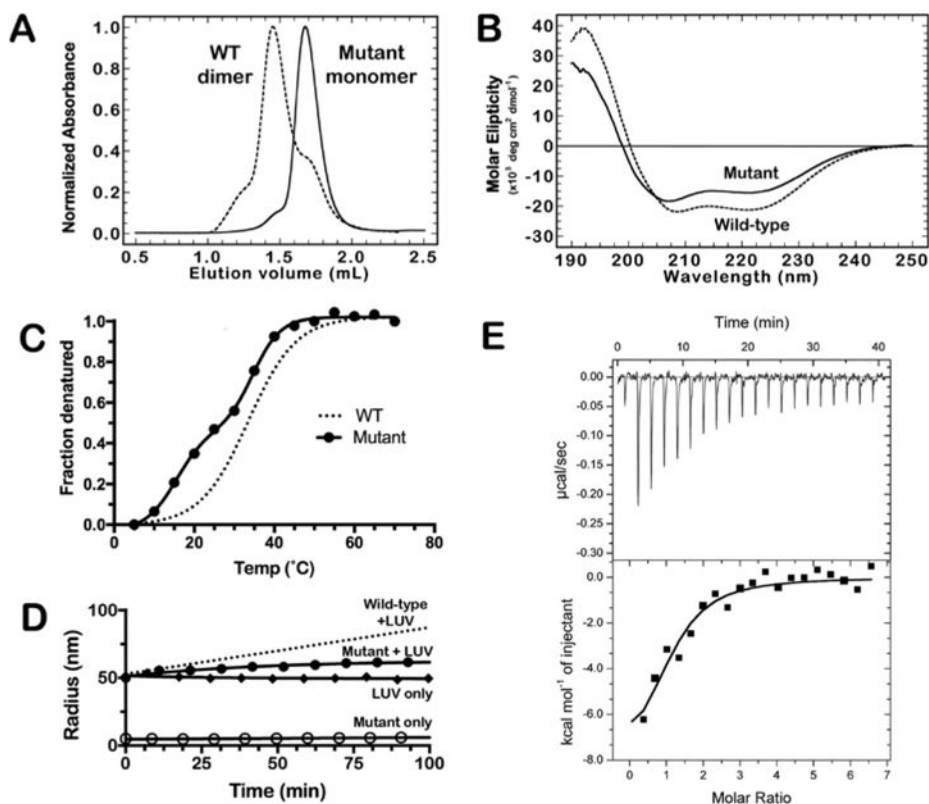 A
WT
dimer
Mutant
monomer
Normalized Absorbance
1.0
0.8
0.6
0.4
0.2
0.0
0.5 1.0 1.5 2.0 2.5
Elution volume (mL)
B
Molar Elipticity
(x10³ deg cm² dmol⁻¹)
40
30
20
10
0
-10
-20
-30
Mutant
Wild-type
190 200 210 220 230 240 250
Wavelength (nm)
C
Fraction denatured
1.0
0.8
0.6
0.4
0.2
0.0
WT
Mutant
0 20 40 60 80
Temp (°C)
D
Radius (nm)
100
50
0
Wild-type
+LUV
Mutant + LUV
LUV only
Mutant only
0 25 50 75 100
Time (min)
E
Time (min)
0 10 20 30 40
0.00
-0.05
-0.10
-0.15
-0.20
-0.25
-0.30
µcal/sec
0.0
-2.0
-4.0
-6.0
-8.0
kcal mol⁻¹ of injectant
0 1 2 3 4 5 6 7
Molar Ratio